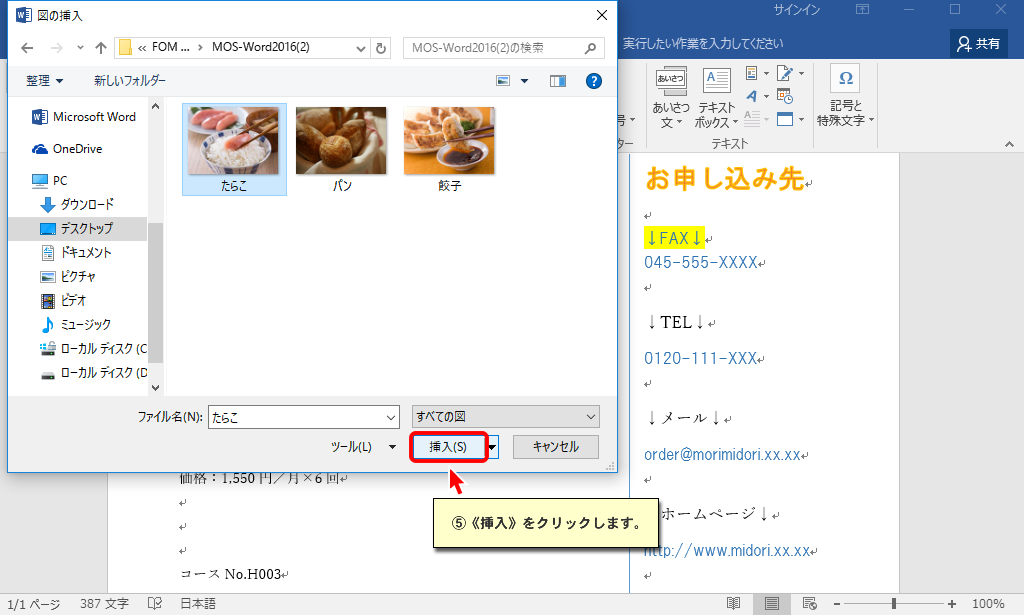 図の挿入
サインイン
« FOM ... › MOS-Word2016(2)
MOS-Word2016(2)の検索
実行したい作業を入力してください
共有
整理
新しいフォルダー
Microsoft Word
OneDrive
PC
ダウンロード
デスクトップ
ドキュメント
ピクチャ
ビデオ
ミュージック
ローカル ディスク (C
ローカル ディスク (D
たらこ
パン
餃子
ファイル名(N):
たらこ
すべての図
ツール(L)
挿入(S)
キャンセル
⑤《挿入》をクリックします。
あいさつ
あいさつ文
テキストボックス
記号と特殊文字
号
ター
テキスト
お申し込み先
↓FAX↓
045-555-XXXX
↓TEL↓
0120-111-XXX
↓メール↓
order@morimidori.xx.xx
ホームページ↓
http://www.midori.xx.xx
価格：1,550 円／月×6 回
コース No.H003
1/1 ページ
387 文字
日本語
100%